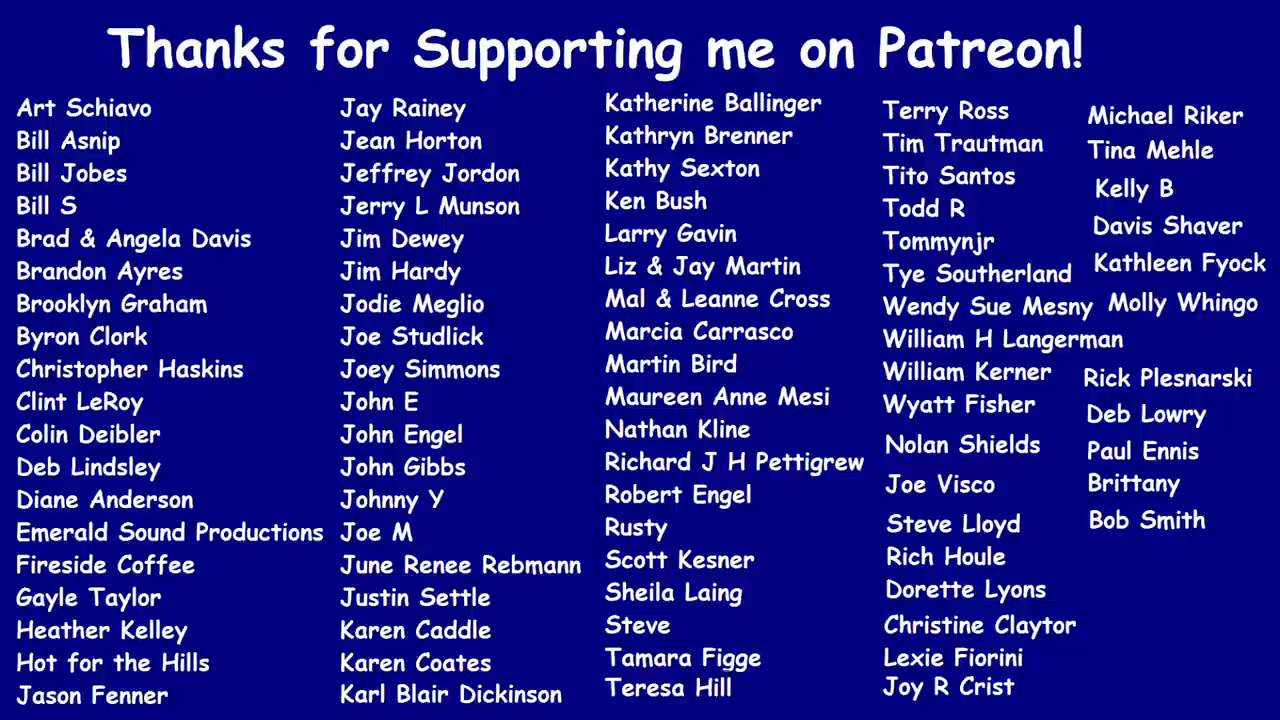 Thanks for Supporting me on Patreon!
Art Schiavo
Bill Asnip
Bill Jobes
Bill S
Brad & Angela Davis
Brandon Ayres
Brooklyn Graham
Byron Clork
Christopher Haskins
Clint LeRoy
Colin Deibler
Deb Lindsley
Diane Anderson
Emerald Sound Productions
Fireside Coffee
Gayle Taylor
Heather Kelley
Hot for the Hills
Jason Fenner
Jay Rainey
Jean Horton
Jeffrey Jordon
Jerry L Munson
Jim Dewey
Jim Hardy
Jodie Meglio
Joe Studlick
Joey Simmons
John E
John Engel
John Gibbs
Johnny Y
Joe M
June Renee Rebmann
Justin Settle
Karen Caddle
Karen Coates
Karl Blair Dickinson
Katherine Ballinger
Kathryn Brenner
Kathy Sexton
Ken Bush
Larry Gavin
Liz & Jay Martin
Mal & Leanne Cross
Marcia Carrasco
Martin Bird
Maureen Anne Mesi
Nathan Kline
Richard J H Pettigrew
Robert Engel
Rusty
Scott Kesner
Sheila Laing
Steve
Tamara Figge
Teresa Hill
Terry Ross
Tim Trautman
Tito Santos
Todd R
Tommynjr
Tye Southerland
Wendy Sue Mesny
William H Langerman
William Kerner
Wyatt Fisher
Nolan Shields
Joe Visco
Steve Lloyd
Rich Houle
Dorette Lyons
Christine Claytor
Lexie Fiorini
Joy R Crist
Michael Riker
Tina Mehle
Kelly B
Davis Shaver
Kathleen Fyock
Molly Whingo
Rick Plesnarski
Deb Lowry
Paul Ennis
Brittany
Bob Smith